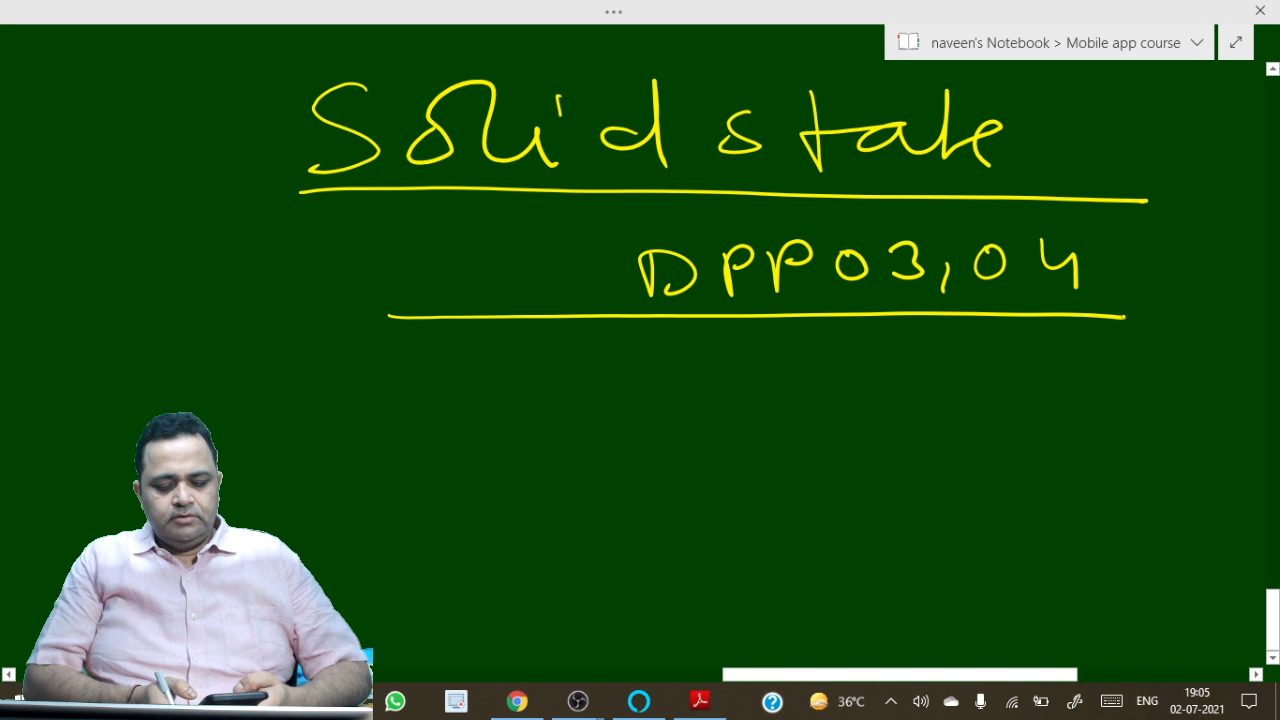 naveen's Notebook > Mobile app course
Solid state
DPP03,04
36°C
ENG
19:05
02-07-2021